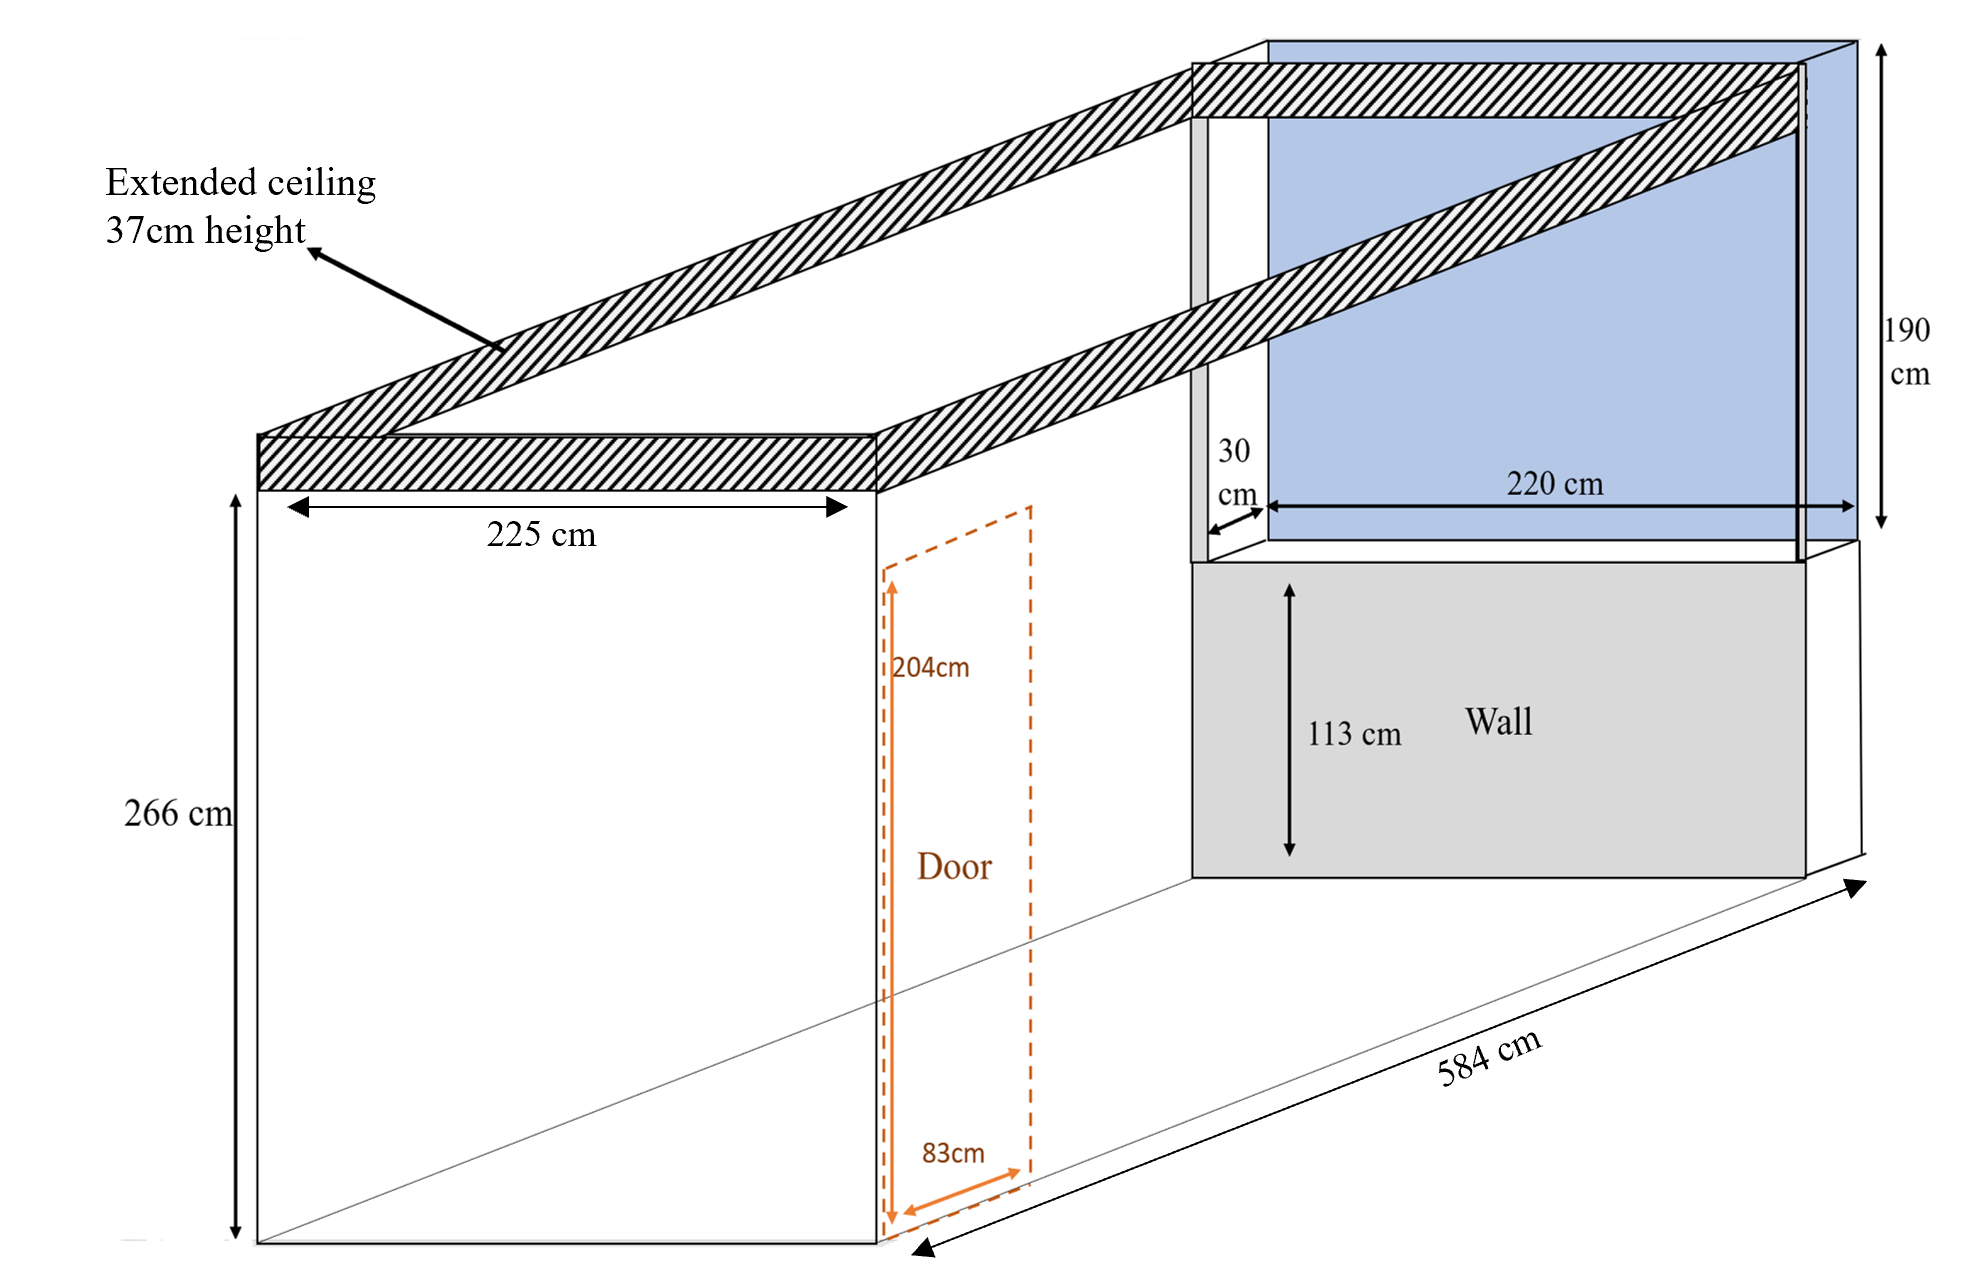 Extended ceiling
37cm height
190
cm
30
cm
220 cm
225 cm
204cm
Wall
113 cm
266 cm
Door
584 cm
83cm